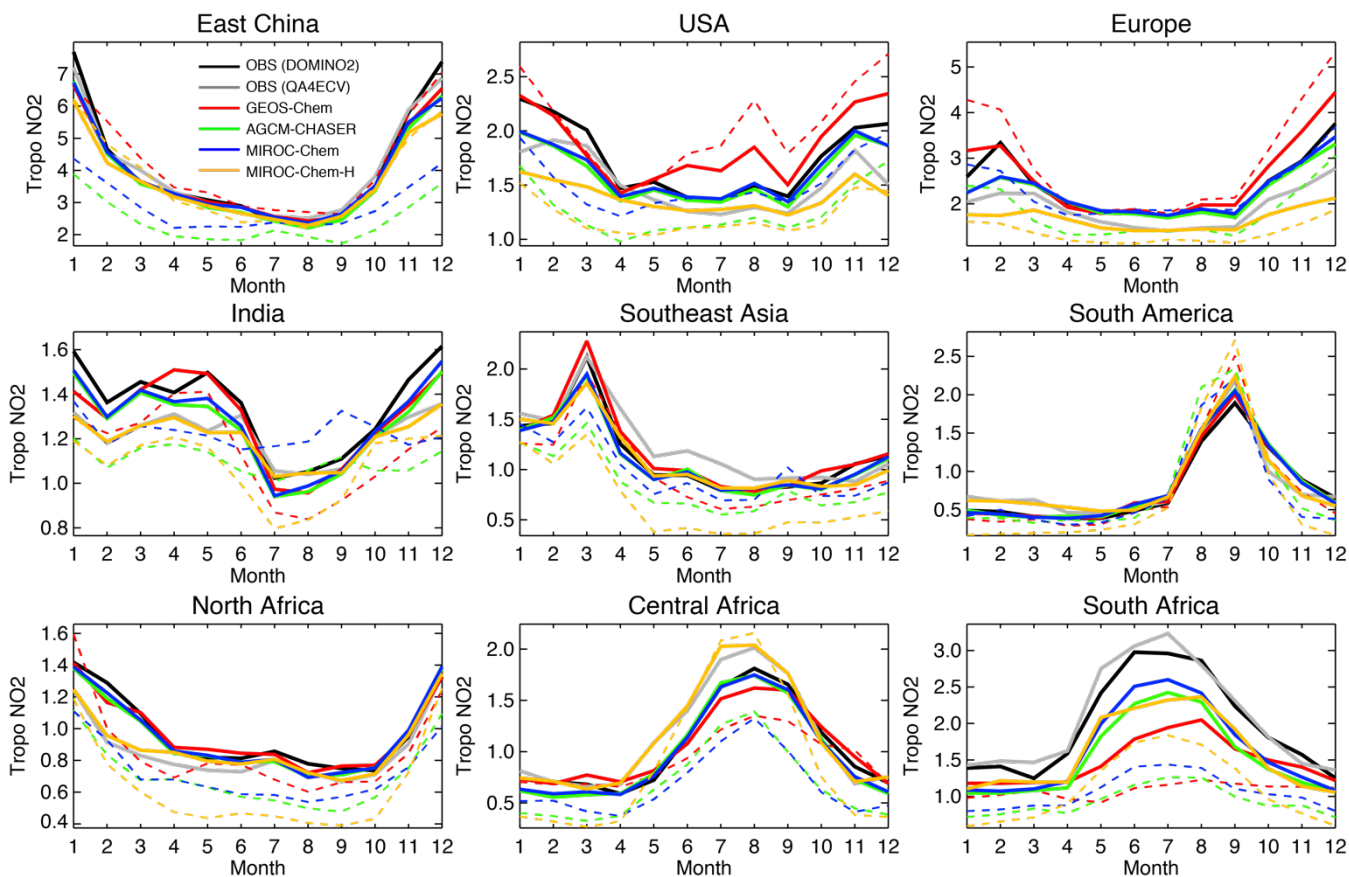 East China
USA
Europe
Tropo NO2
7
6
5
4
3
2
OBS (DOMINO2)
OBS (QA4ECV)
GEOS-Chem
AGCM-CHASER
MIROC-Chem
MIROC-Chem-H
1 2 3 4 5 6 7 8 9 10 11 12
Month
Tropo NO2
2.5
2.0
1.5
1.0
1 2 3 4 5 6 7 8 9 10 11 12
Month
Tropo NO2
5
4
3
2
1 2 3 4 5 6 7 8 9 10 11 12
Month
India
Southeast Asia
South America
Tropo NO2
1.6
1.4
1.2
1.0
0.8
1 2 3 4 5 6 7 8 9 10 11 12
Month
Tropo NO2
2.0
1.5
1.0
0.5
1 2 3 4 5 6 7 8 9 10 11 12
Month
Tropo NO2
2.5
2.0
1.5
1.0
0.5
1 2 3 4 5 6 7 8 9 10 11 12
Month
North Africa
Central Africa
South Africa
Tropo NO2
1.6
1.4
1.2
1.0
0.8
0.6
0.4
1 2 3 4 5 6 7 8 9 10 11 12
Month
Tropo NO2
2.0
1.5
1.0
0.5
1 2 3 4 5 6 7 8 9 10 11 12
Month
Tropo NO2
3.0
2.5
2.0
1.5
1.0
1 2 3 4 5 6 7 8 9 10 11 12
Month